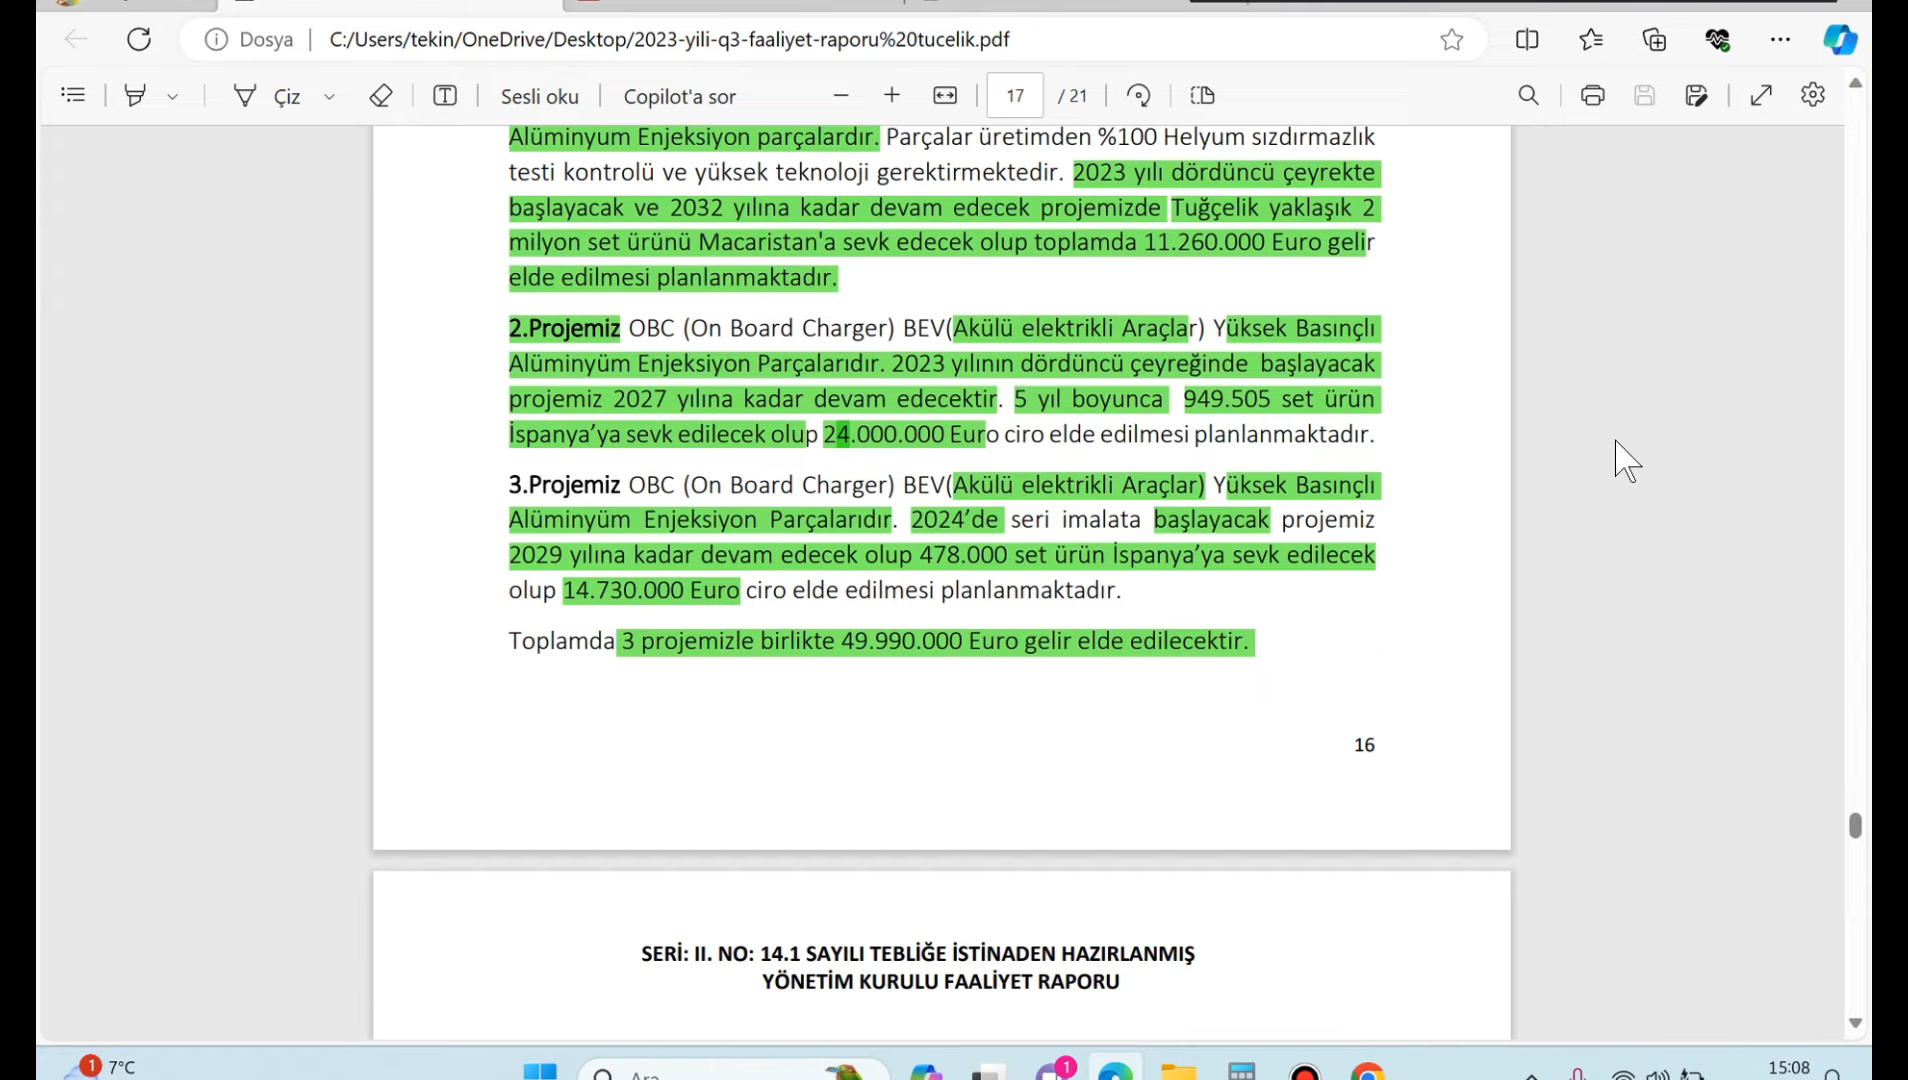 Dosya
C:/Users/tekin/OneDrive/Desktop/2023-yili-q3-faaliyet-raporu%20tucelik.pdf
Çiz
Sesli oku
Copilot'a sor
17 / 21
Alüminyum Enjeksiyon parçalardır. Parçalar üretimden %100 Helyum sızdırmazlık
testi kontrolü ve yüksek teknoloji gerektirmektedir. 2023 yılı dördüncü çeyrekte
başlayacak ve 2032 yılına kadar devam edecek projemizde Tuğçelik yaklaşık 2
milyon set ürünü Macaristan'a sevk edecek olup toplamda 11.260.000 Euro gelir
elde edilmesi planlanmaktadır.
2.Projemiz OBC (On Board Charger) BEV(Akülü elektrikli Araçlar) Yüksek Basınçlı
Alüminyüm Enjeksiyon Parçalarıdır. 2023 yılının dördüncü çeyreğinde başlayacak
projemiz 2027 yılına kadar devam edecektir. 5 yıl boyunca 949.505 set ürün
İspanya’ya sevk edilecek olup 24.000.000 Euro ciro elde edilmesi planlanmaktadır.
3.Projemiz OBC (On Board Charger) BEV(Akülü elektrikli Araçlar) Yüksek Basınçlı
Alüminyüm Enjeksiyon Parçalarıdır. 2024’de seri imalata başlayacak projemiz
2029 yılına kadar devam edecek olup 478.000 set ürün İspanya’ya sevk edilecek
olup 14.730.000 Euro ciro elde edilmesi planlanmaktadır.
Toplamda 3 projemizle birlikte 49.990.000 Euro gelir elde edilecektir.
16
SERİ: II. NO: 14.1 SAYILI TEBLİĞE İSTİNADEN HAZIRLANMIŞ
YÖNETİM KURULU FAALİYET RAPORU
1
7°C
Ara
1
15:08